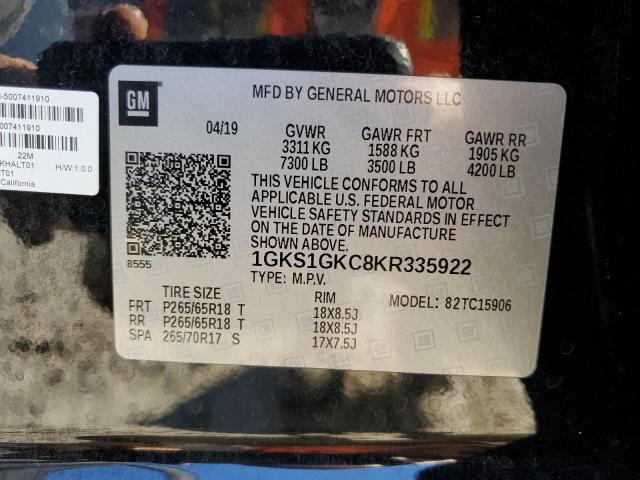 -5007411910
007411910
22M
KHALT01 H/W:1.0.0
T01
California
GM
MFD BY GENERAL MOTORS LLC
04/19 GVWR GAWR FRT GAWR RR
3311 KG 1588 KG 1905 KG
7300 LB 3500 LB 4200 LB
THIS VEHICLE CONFORMS TO ALL
APPLICABLE U.S. FEDERAL MOTOR
VEHICLE SAFETY STANDARDS IN EFFECT
ON THE DATE OF MANUFACTURE
SHOWN ABOVE.
8555
1GKS1GKC8KR335922
TYPE: M.P.V.
TIRE SIZE RIM MODEL: 82TC15906
FRT P265/65R18 T 18X8.5J
RR P265/65R18 T 18X8.5J
SPA 265/70R17 S 17X7.5J